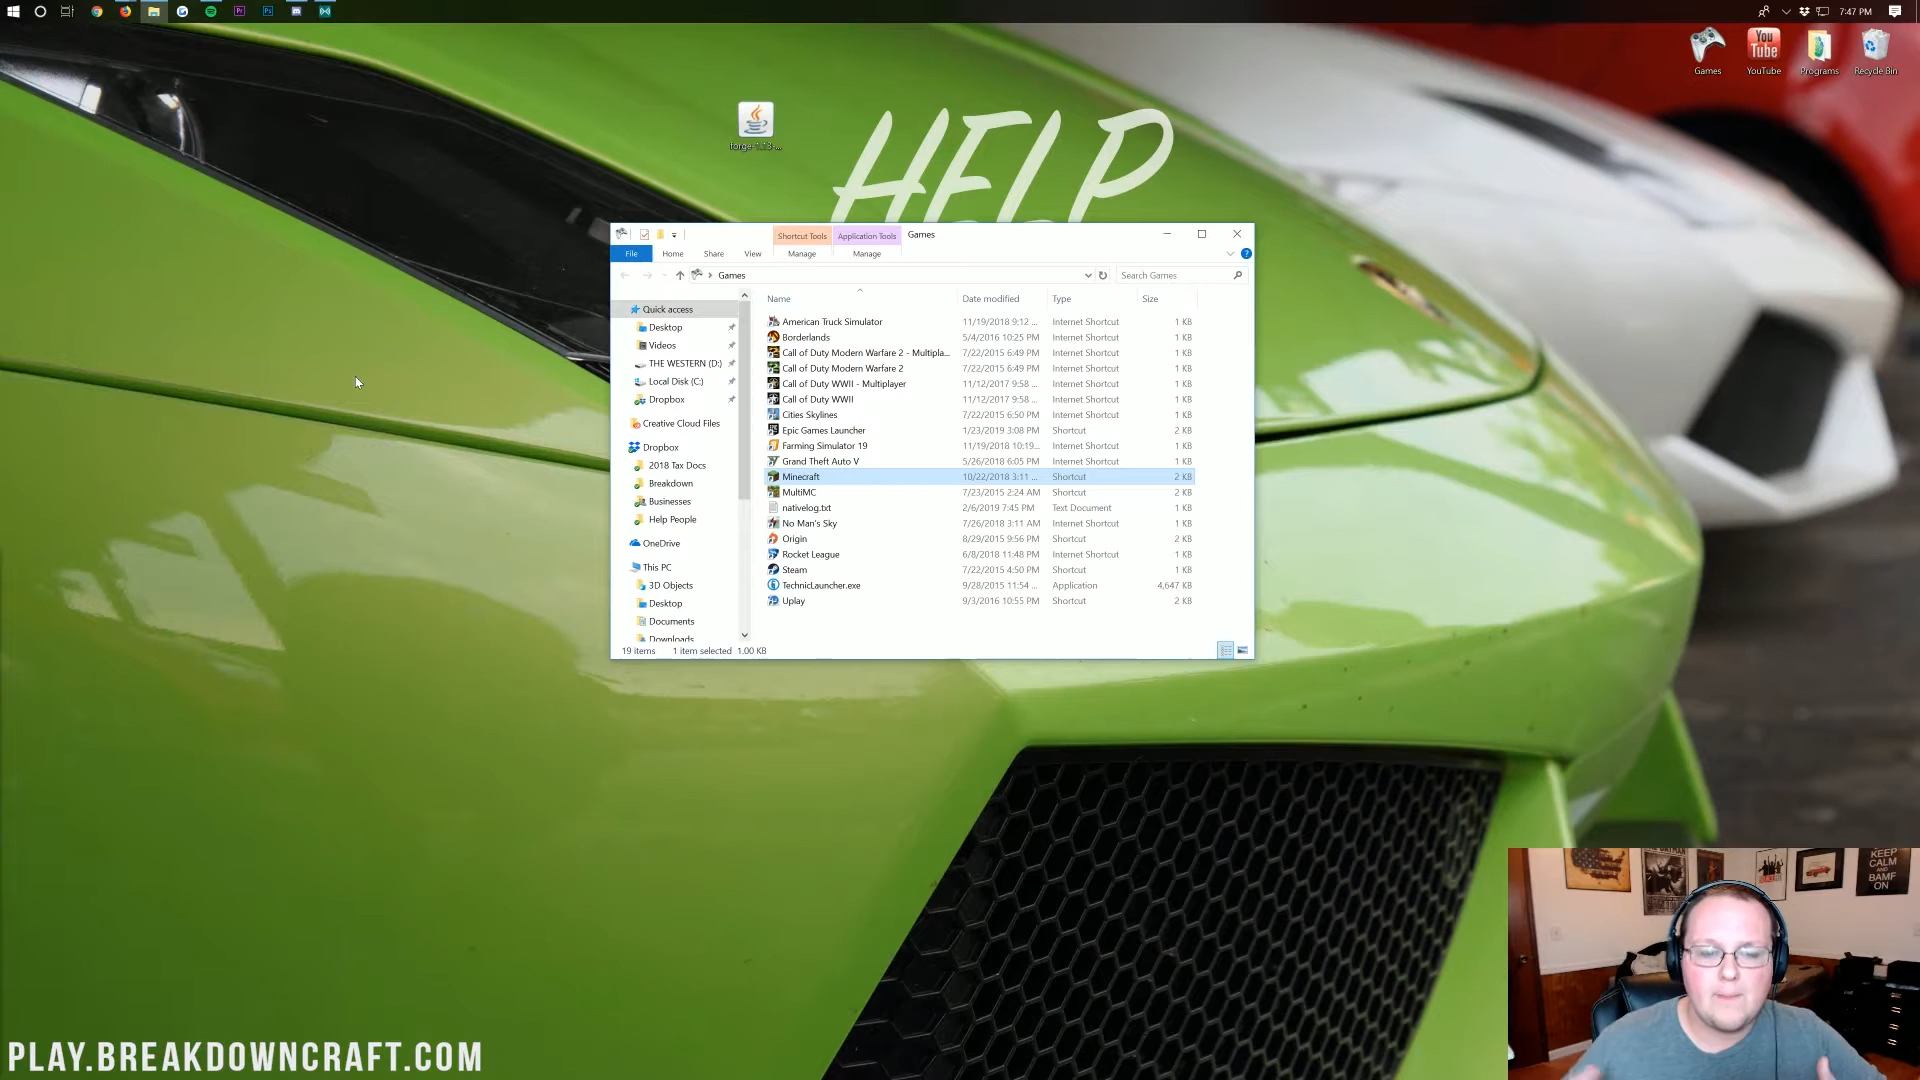 7:47 PM
Games
YouTube
Programs
Recycle Bin
You
Tube
forge-1.13-...
HELP
Shortcut Tools
Application Tools
Games
File
Home
Share
View
Manage
Manage
Games
Search Games
Name
Date modified
Type
Size
Quick access
Desktop
Videos
THE WESTERN (D:)
Local Disk (C:)
Dropbox
Creative Cloud Files
Dropbox
2018 Tax Docs
Breakdown
Businesses
Help People
OneDrive
This PC
3D Objects
Desktop
Documents
Downloads
American Truck Simulator 11/19/2018 9:12 ... Internet Shortcut 1 KB
Borderlands 5/4/2016 10:25 PM Internet Shortcut 1 KB
Call of Duty Modern Warfare 2 - Multipla... 7/22/2015 6:49 PM Internet Shortcut 1 KB
Call of Duty Modern Warfare 2 7/22/2015 6:49 PM Internet Shortcut 1 KB
Call of Duty WWII - Multiplayer 11/12/2017 9:58 ... Internet Shortcut 1 KB
Call of Duty WWII 11/12/2017 9:58 ... Internet Shortcut 1 KB
Cities Skylines 7/22/2015 6:50 PM Internet Shortcut 1 KB
Epic Games Launcher 1/23/2019 3:08 PM Shortcut 2 KB
Farming Simulator 19 11/19/2018 10:19... Internet Shortcut 1 KB
Grand Theft Auto V 5/26/2018 6:05 PM Internet Shortcut 1 KB
Minecraft 10/22/2018 3:11 ... Shortcut 2 KB
MultiMC 7/23/2015 2:24 AM Shortcut 2 KB
nativelog.txt 2/6/2019 7:45 PM Text Document 1 KB
No Man's Sky 7/26/2018 3:11 AM Internet Shortcut 1 KB
Origin 8/29/2015 9:56 PM Shortcut 2 KB
Rocket League 6/8/2018 11:48 PM Internet Shortcut 1 KB
Steam 7/22/2015 4:50 PM Shortcut 1 KB
TechnicLauncher.exe 9/28/2015 11:54 ... Application 4,647 KB
Uplay 9/3/2016 10:55 PM Shortcut 2 KB
19 items 1 item selected 1.00 KB
KEEP
CALM
AND
BAMF
ON
PLAY.BREAKDOWNCRAFT.COM